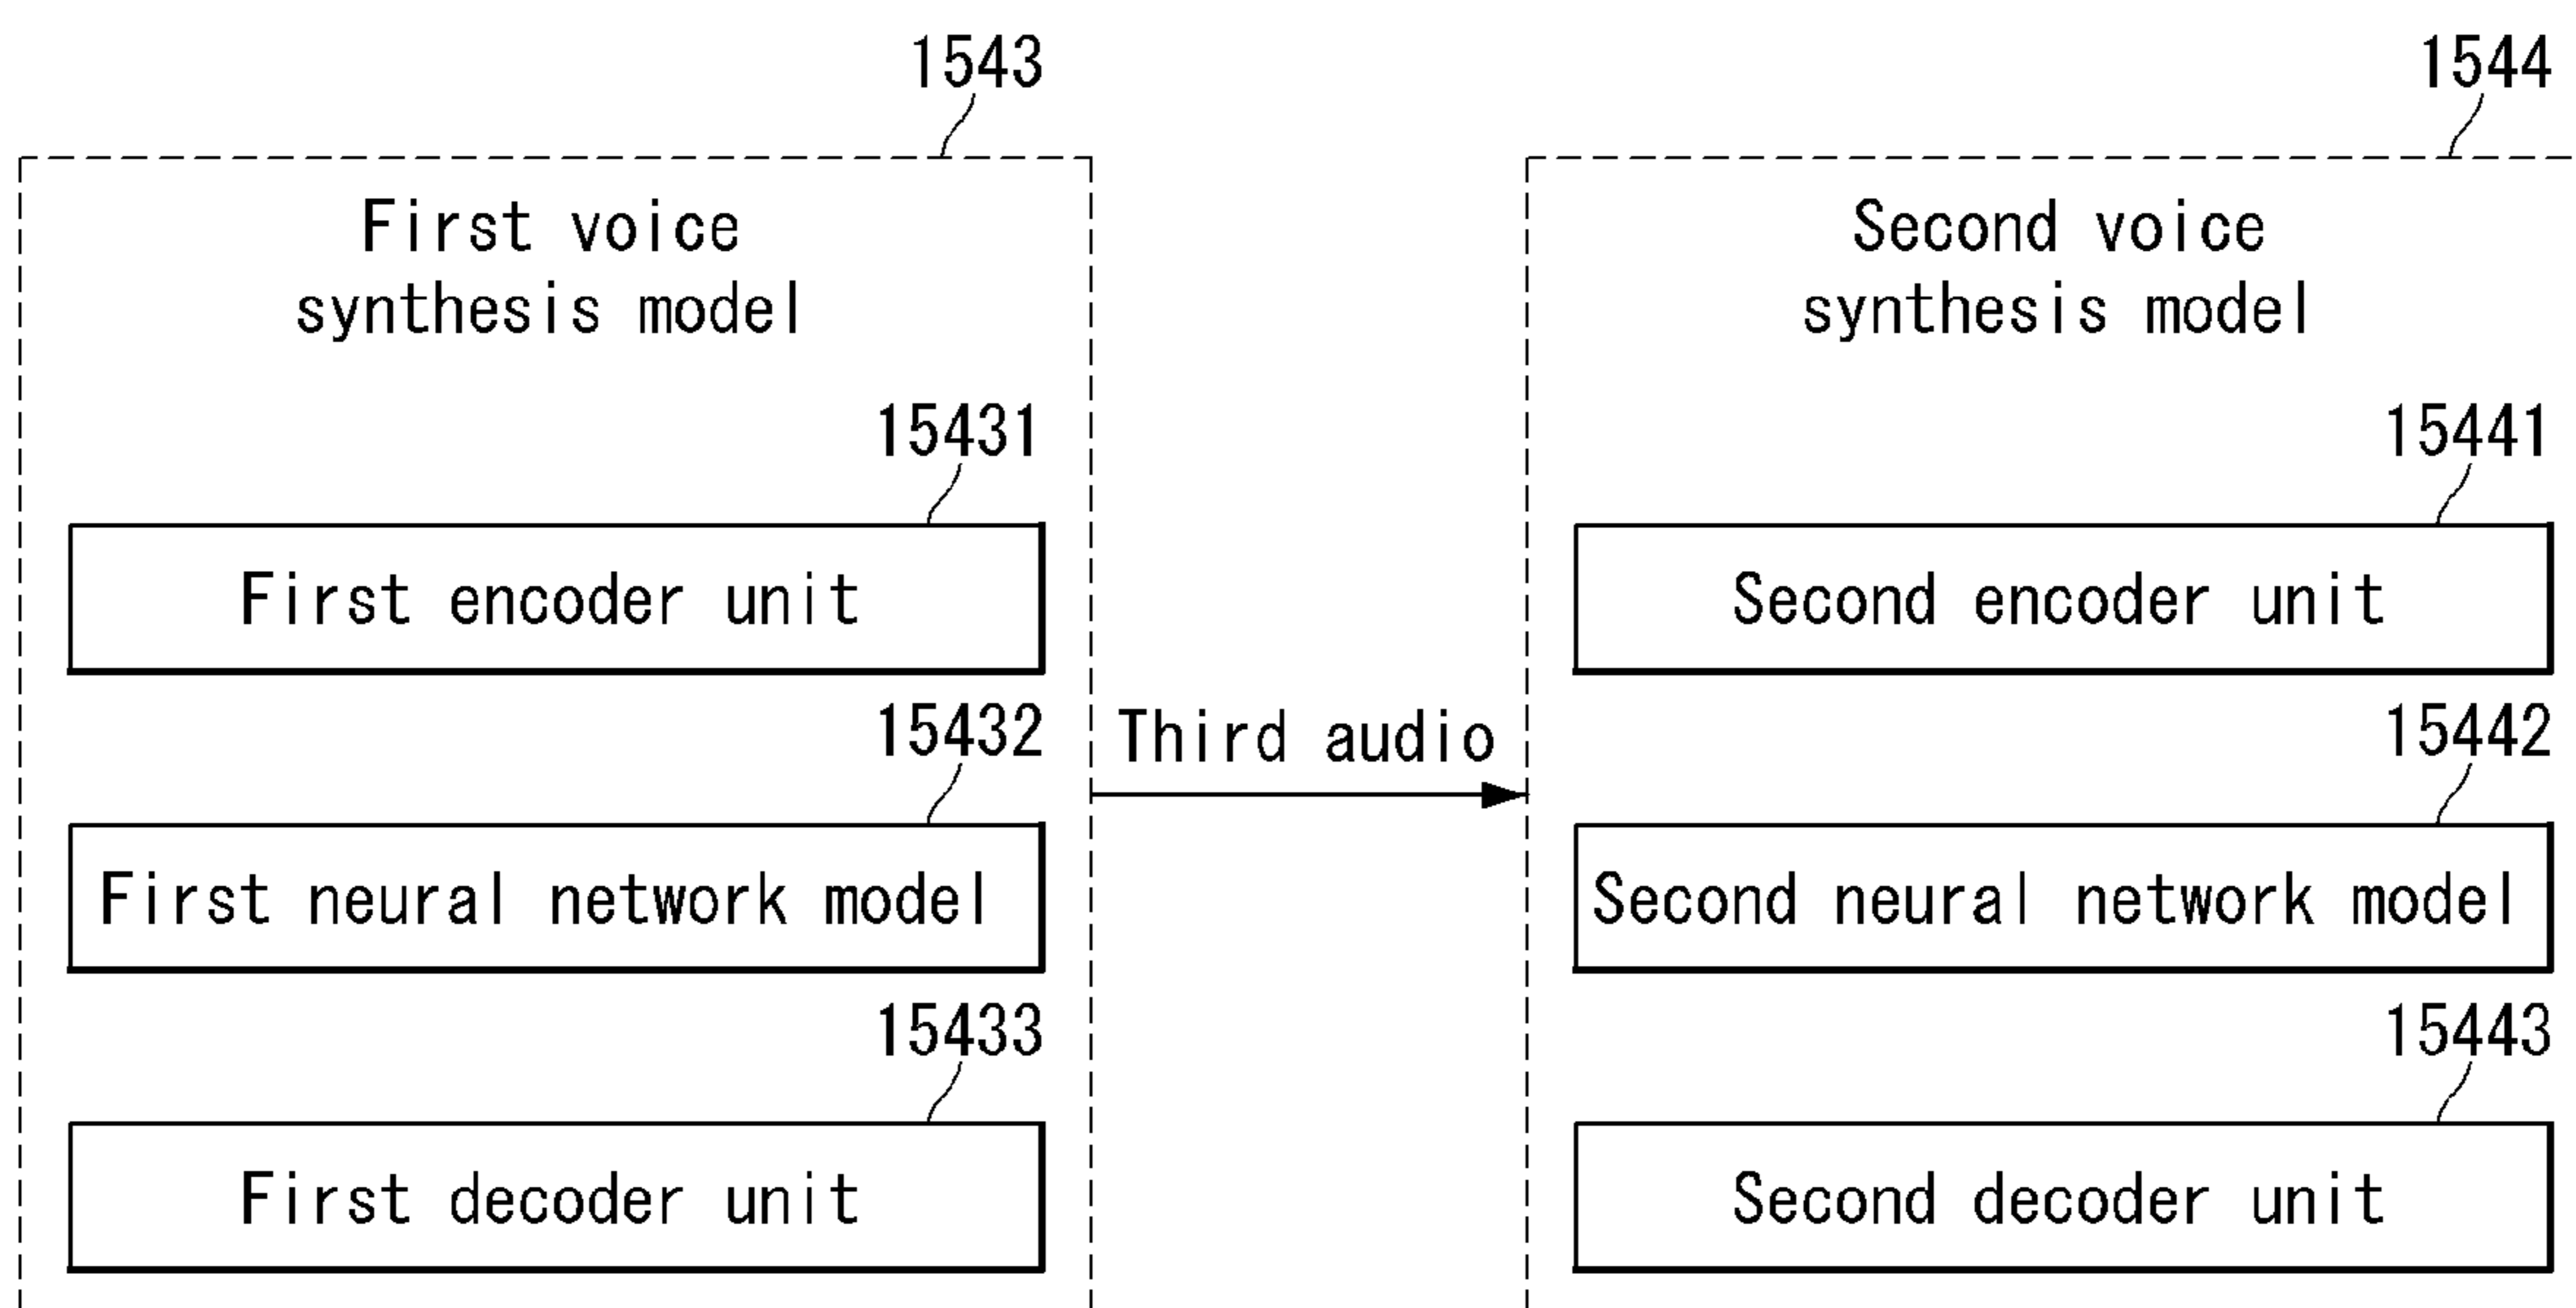 1543
First voice
synthesis model
15431
First encoder unit
15432
First neural network model
15433
First decoder unit
Third audio
1544
Second voice
synthesis model
15441
Second encoder unit
15442
Second neural network model
15443
Second decoder unit